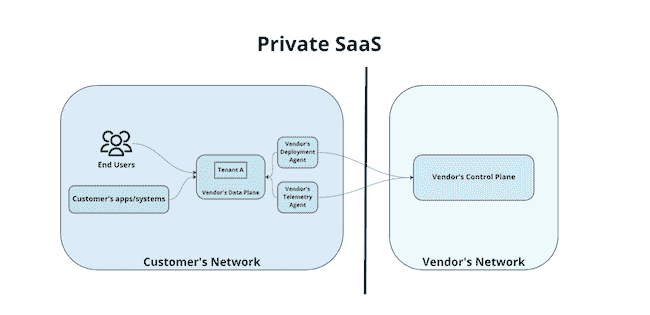 Private SaaS
End Users
Customer's apps/systems
Tenant A
Vendor's Data Plane
Vendor's
Deployment
Agent
Vendor's
Telemetry
Agent
Customer's Network
Vendor's Control Plane
Vendor's Network